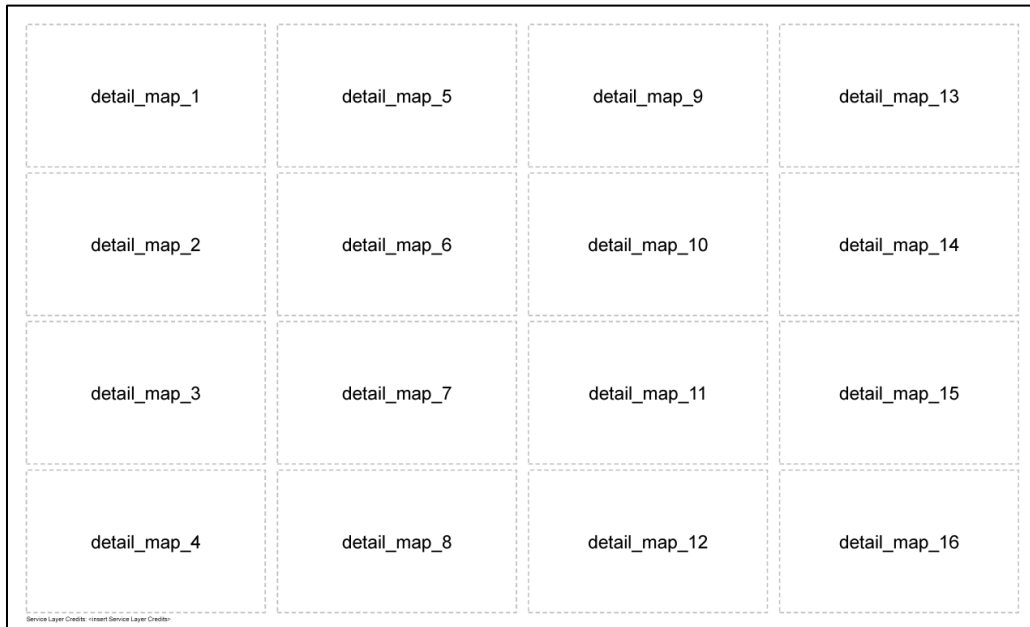 detail_map_1
detail_map_5
detail_map_9
detail_map_13
detail_map_2
detail_map_6
detail_map_10
detail_map_14
detail_map_3
detail_map_7
detail_map_11
detail_map_15
detail_map_4
detail_map_8
detail_map_12
detail_map_16
Service Layer Credits: <insert Service Layer Credits>